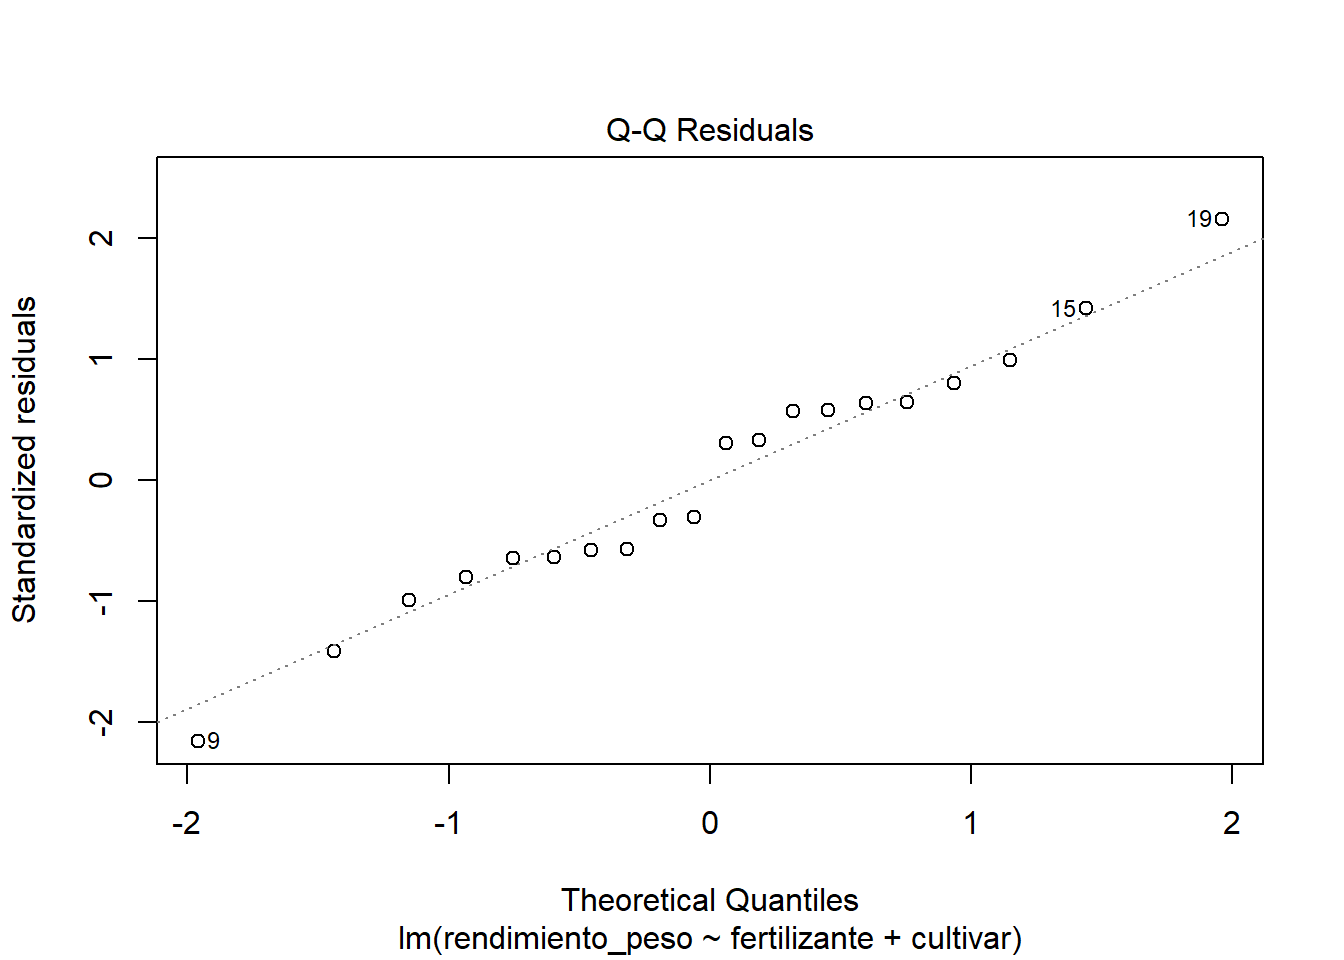 Q-Q Residuals
Standardized residuals
2
1
0
-1
-2
19
15
9
-2 -1 0 1 2
Theoretical Quantiles
lm(rendimiento_peso ~ fertilizante + cultivar)